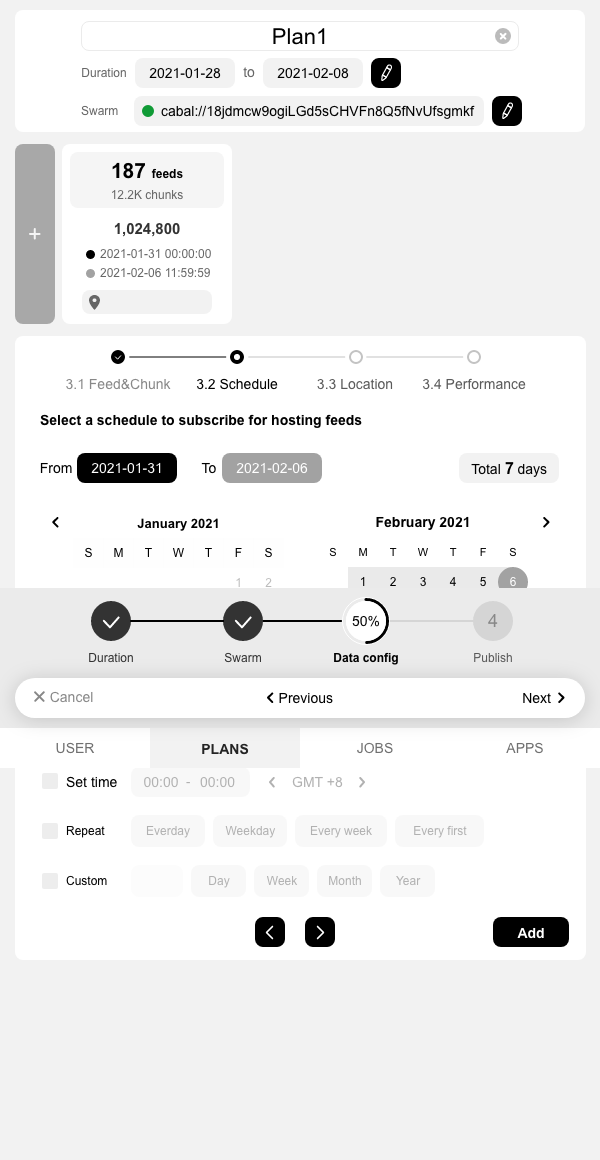 Plan1
Duration 2021-01-28 to 2021-02-08
Swarm cabal://18jdmcw9ogiLGd5sCHVFn8Q5fNvUfsgmkf
+
187 feeds
12.2K chunks
1,024,800
2021-01-31 00:00:00
2021-02-06 11:59:59
3.1 Feed&Chunk 3.2 Schedule 3.3 Location 3.4 Performance
Select a schedule to subscribe for hosting feeds
From 2021-01-31 To 2021-02-06 Total 7 days
January 2021 February 2021
S M T W T F S S M T W T F S
1 2 1 2 3 4 5 6
50% 4
Duration Swarm Data config Publish
Cancel Previous Next
USER PLANS JOBS APPS
Set time 00:00 - 00:00 GMT +8
Repeat Everday Weekday Every week Every first
Custom Day Week Month Year
Add